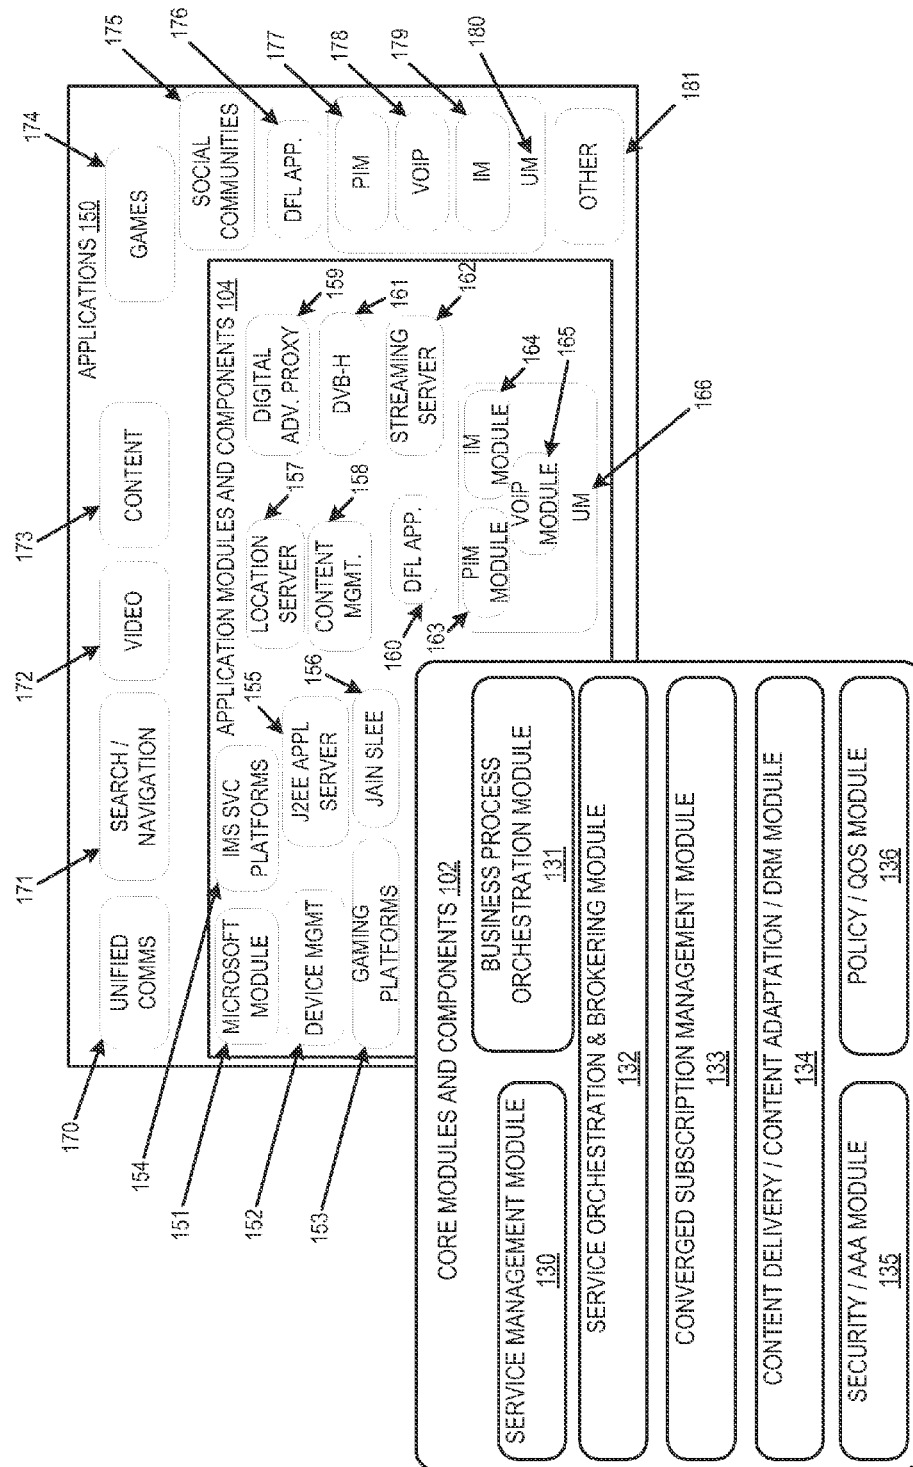 APPLICATIONS 150
170
171
172
173
174
175
176
177
178
179
180
181
UNIFIED
COMMS
SEARCH /
NAVIGATION
VIDEO
CONTENT
GAMES
SOCIAL
COMMUNITIES
DFL APP.
PIM
VOIP
IM
UM
OTHER
APPLICATION MODULES AND COMPONENTS 104
154
151
152
153
155
156
157
158
159
161
162
160
163
164
165
166
MICROSOFT
MODULE
IMS SVC
PLATFORMS
LOCATION
SERVER
DIGITAL
ADV. PROXY
DEVICE MGMT
J2EE APPL
SERVER
CONTENT
MGMT.
DVB-H
GAMING
PLATFORMS
JAIN SLEE
DFL APP.
STREAMING
SERVER
PIM
MODULE
IM
MODULE
VOIP
MODULE
UM
CORE MODULES AND COMPONENTS 102
SERVICE MANAGEMENT MODULE
130
BUSINESS PROCESS
ORCHESTRATION MODULE
131
SERVICE ORCHESTRATION & BROKERING MODULE
132
CONVERGED SUBSCRIPTION MANAGEMENT MODULE
133
CONTENT DELIVERY / CONTENT ADAPTATION / DRM MODULE
134
SECURITY / AAA MODULE
135
POLICY / QOS MODULE
136